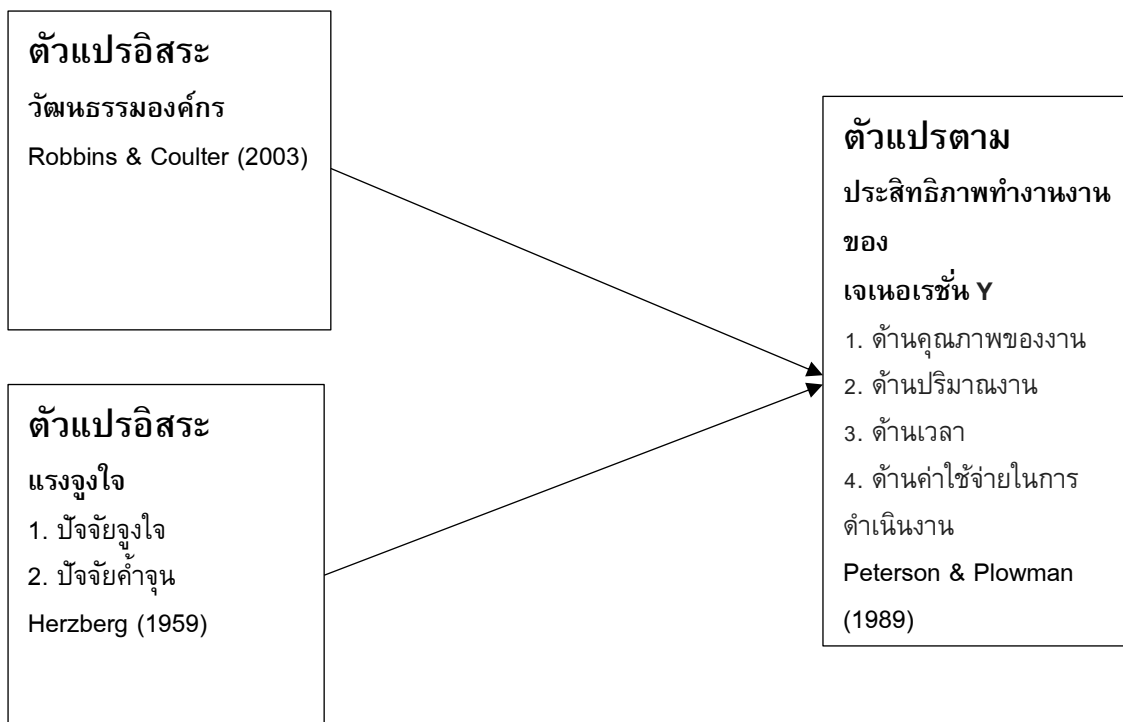 ตัวแปรอิสระ
วัฒนธรรมองค์กร
Robbins & Coulter (2003)
ตัวแปรอิสระ
แรงจูงใจ
1. ปัจจัยจูงใจ
2. ปัจจัยค้ำจุน
Herzberg (1959)
ตัวแปรตาม
ประสิทธิภาพทำงานงาน
ของ
เจเนอเรชั่น Y
1. ด้านคุณภาพของงาน
2. ด้านปริมาณงาน
3. ด้านเวลา
4. ด้านค่าใช้จ่ายในการ
ดำเนินงาน
Peterson & Plowman
(1989)